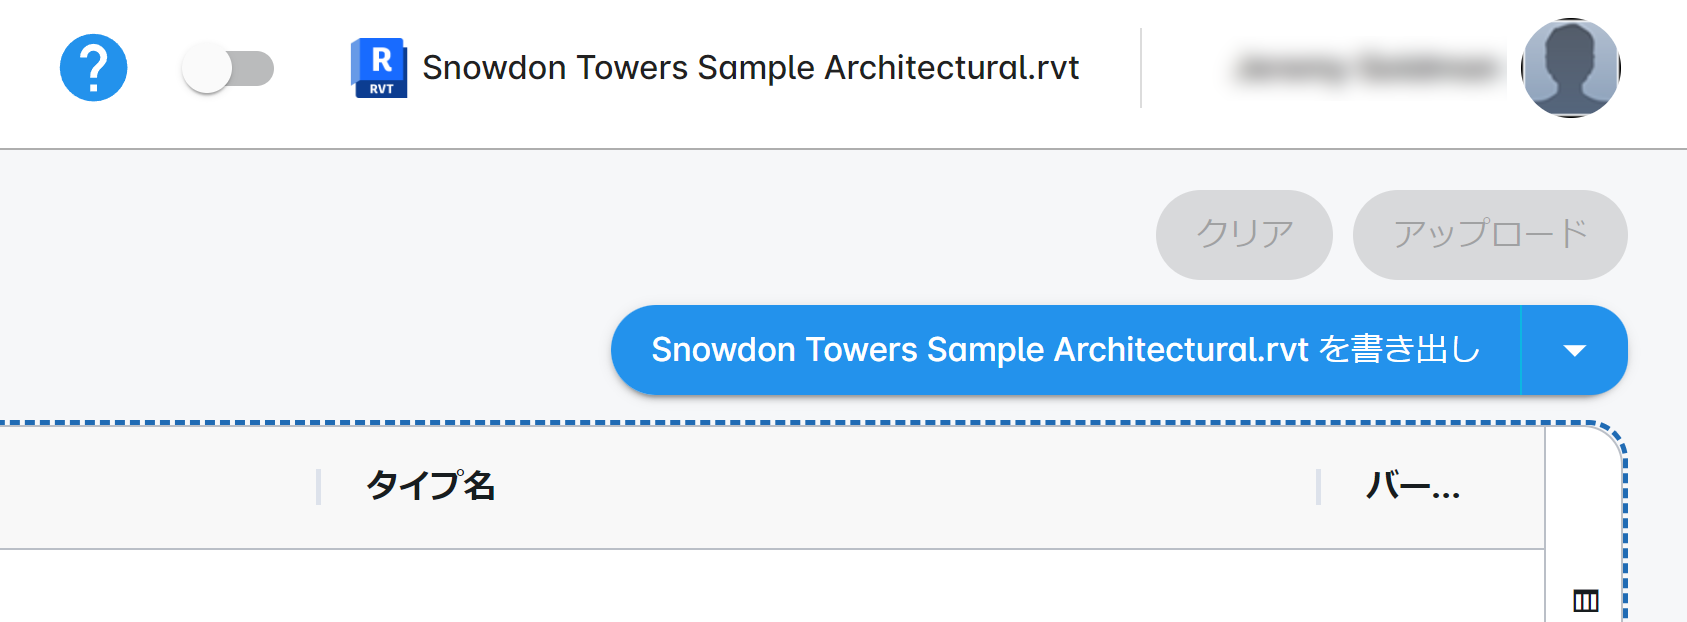 ?
R
RVT
Snowdon Towers Sample Architectural.rvt
クリア
アップロード
Snowdon Towers Sample Architectural.rvt を書き出し
タイプ名
バー...